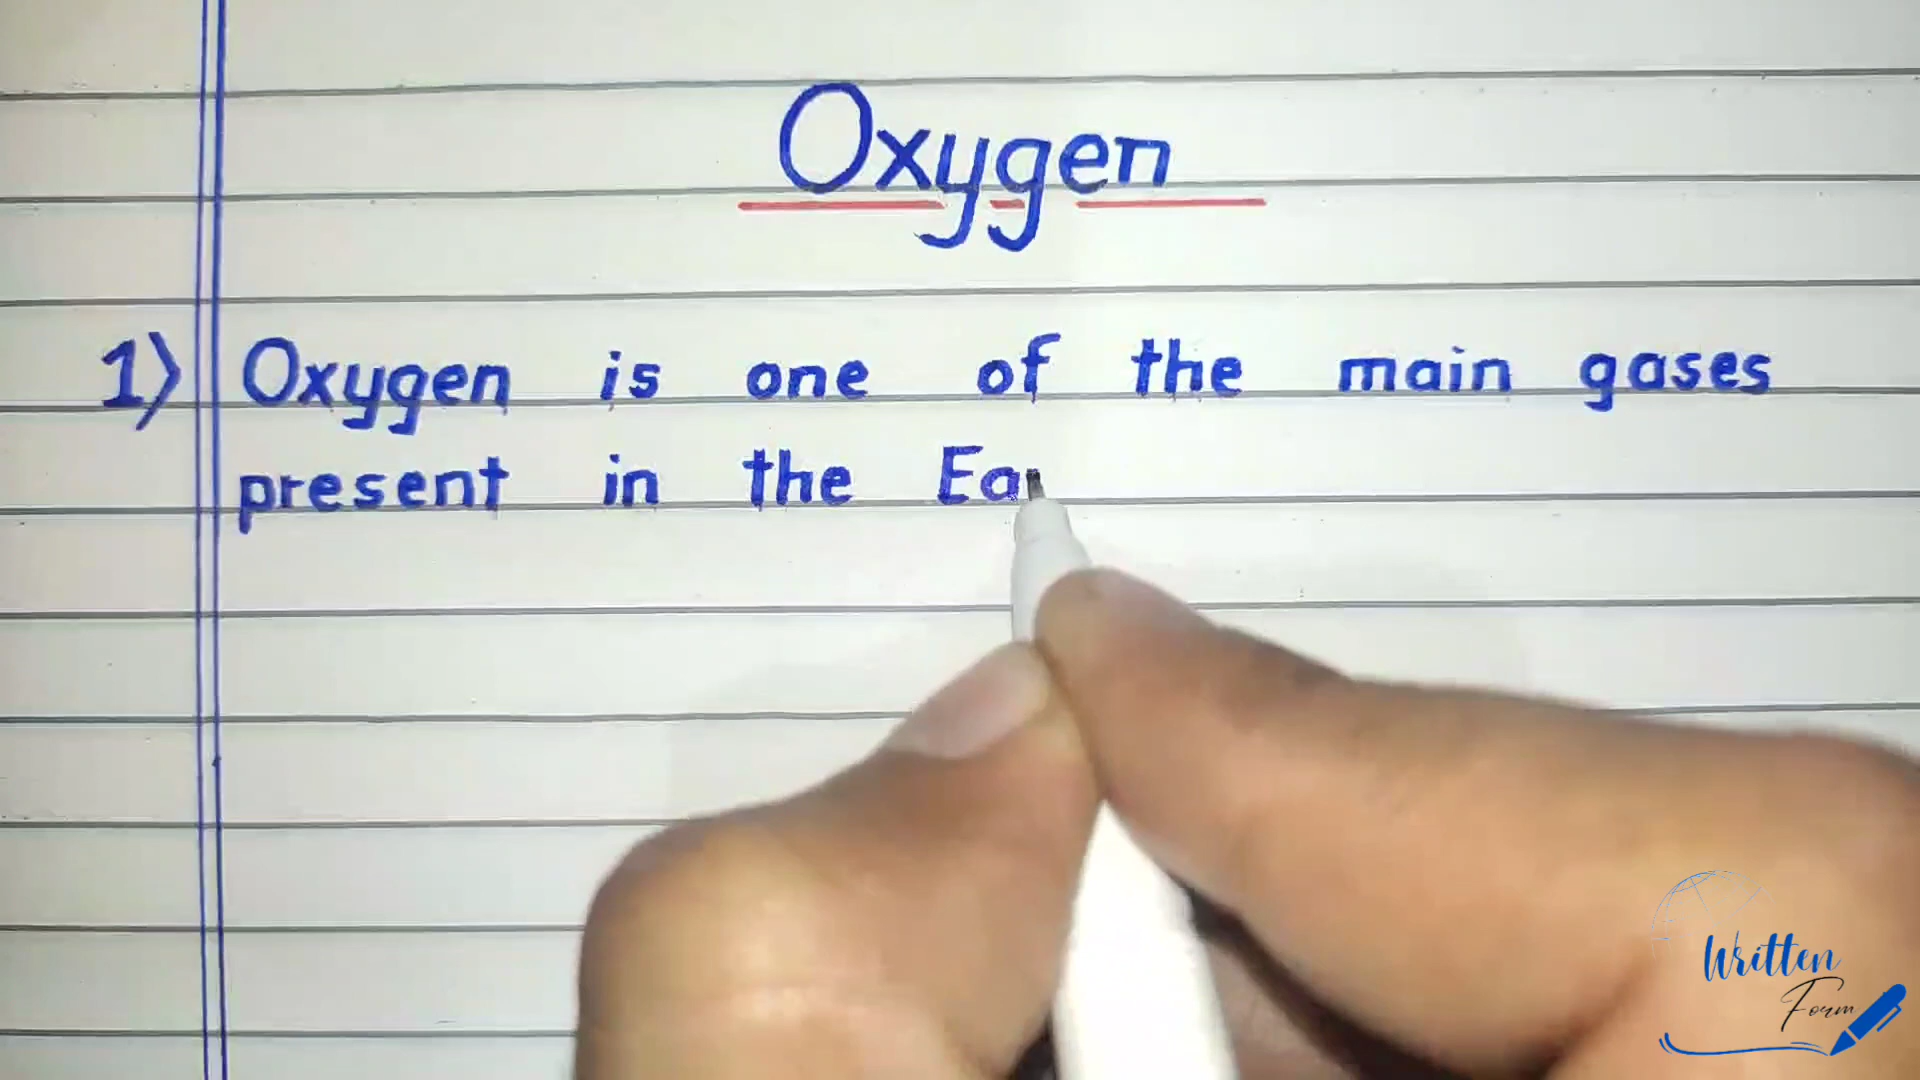 Oxygen
1) Oxygen is one of the main gases
present in the Ea
Written
Form